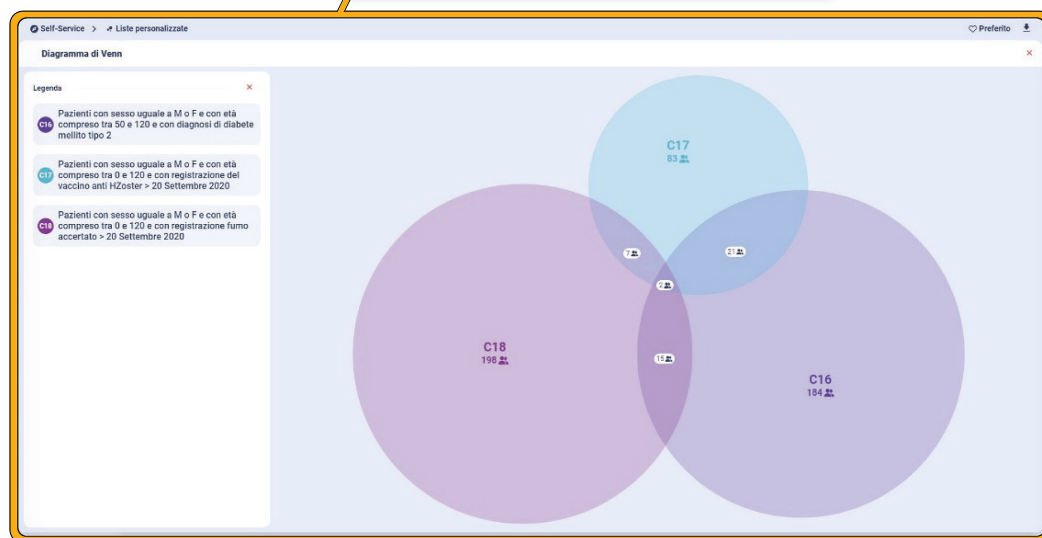 Self-Service > Liste personalizzate
Preferito
Diagramma di Venn
Legenda
C16
Pazienti con sesso uguale a M o F e con età
compreso tra 50 e 120 e con diagnosi di diabete
mellito tipo 2
C17
Pazienti con sesso uguale a M o F e con età
compreso tra 0 e 120 e con registrazione del
vaccino anti HZoster > 20 Settembre 2020
C18
Pazienti con sesso uguale a M o F e con età
compreso tra 0 e 120 e con registrazione fumo
accertato > 20 Settembre 2020
C17
83
7
21
2
C18
198
15
C16
184